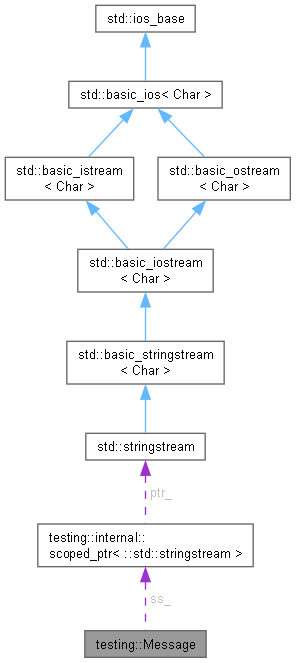 std::ios_base
std::basic_ios< Char >
std::basic_istream
< Char >
std::basic_ostream
< Char >
std::basic_iostream
< Char >
std::basic_stringstream
< Char >
std::stringstream
ptr_
testing::internal::
scoped_ptr< ::std::stringstream >
ss_
testing::Message